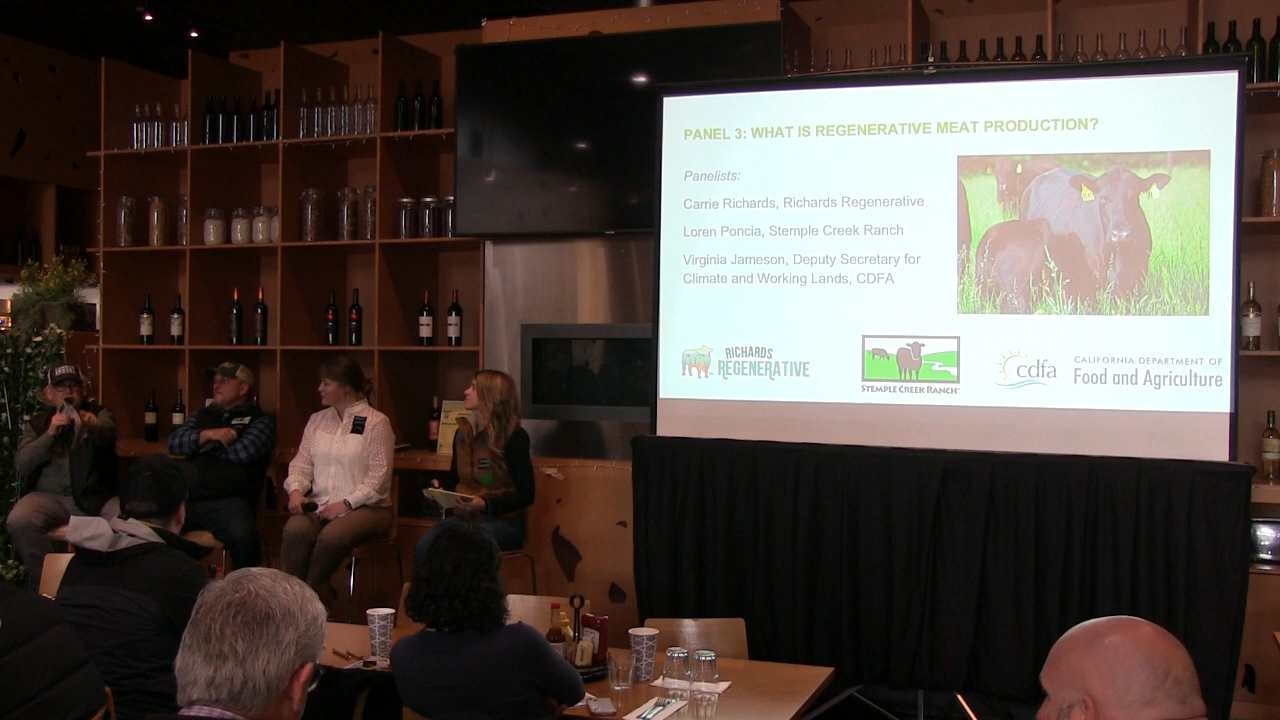 PANEL 3: WHAT IS REGENERATIVE MEAT PRODUCTION?
Panelists:
Carrie Richards, Richards Regenerative
Loren Poncia, Stemple Creek Ranch
Virginia Jameson, Deputy Secretary for
Climate and Working Lands, CDFA
RICHARDS
REGENERATIVE
STEMPLE CREEK RANCH
cdfa
CALIFORNIA DEPARTMENT OF
Food and Agriculture